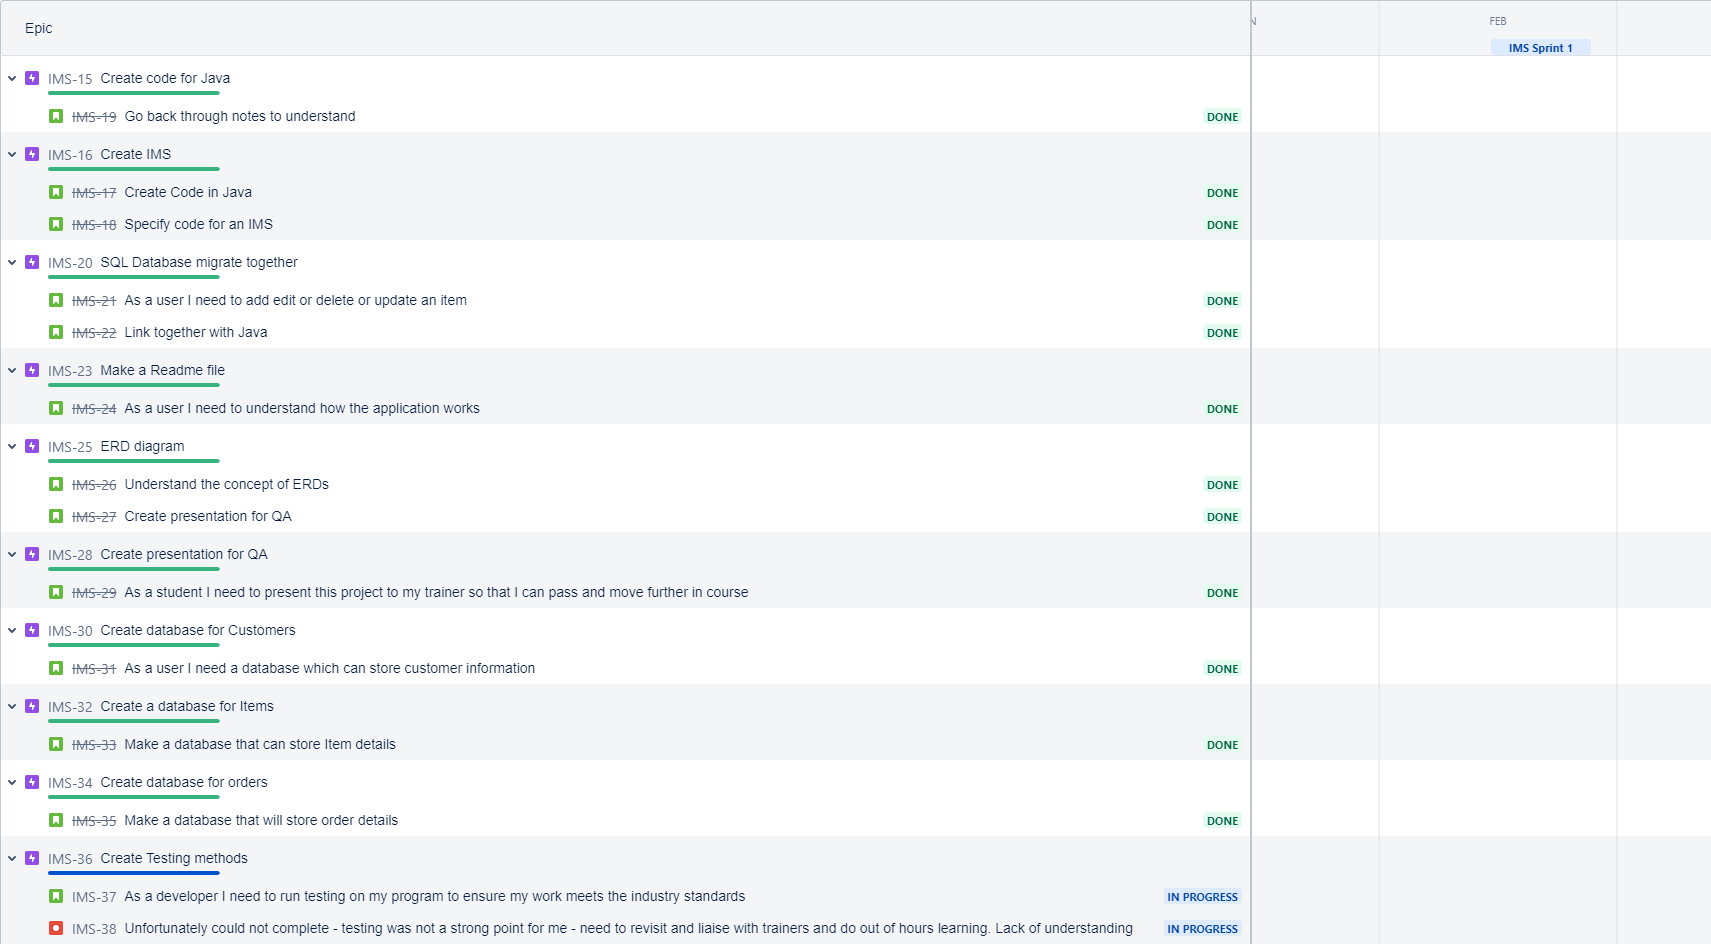 Epic
N
FEB
IMS Sprint 1
IMS-15 Create code for Java
IMS-19 Go back through notes to understand DONE
IMS-16 Create IMS
IMS-17 Create Code in Java DONE
IMS-18 Specify code for an IMS DONE
IMS-20 SQL Database migrate together
IMS-21 As a user I need to add edit or delete or update an item DONE
IMS-22 Link together with Java DONE
IMS-23 Make a Readme file
IMS-24 As a user I need to understand how the application works DONE
IMS-25 ERD diagram
IMS-26 Understand the concept of ERDs DONE
IMS-27 Create presentation for QA DONE
IMS-28 Create presentation for QA
IMS-29 As a student I need to present this project to my trainer so that I can pass and move further in course DONE
IMS-30 Create database for Customers
IMS-31 As a user I need a database which can store customer information DONE
IMS-32 Create a database for Items
IMS-33 Make a database that can store Item details DONE
IMS-34 Create database for orders
IMS-35 Make a database that will store order details DONE
IMS-36 Create Testing methods
IMS-37 As a developer I need to run testing on my program to ensure my work meets the industry standards IN PROGRESS
IMS-38 Unfortunately could not complete - testing was not a strong point for me - need to revisit and liaise with trainers and do out of hours learning. Lack of understanding IN PROGRESS